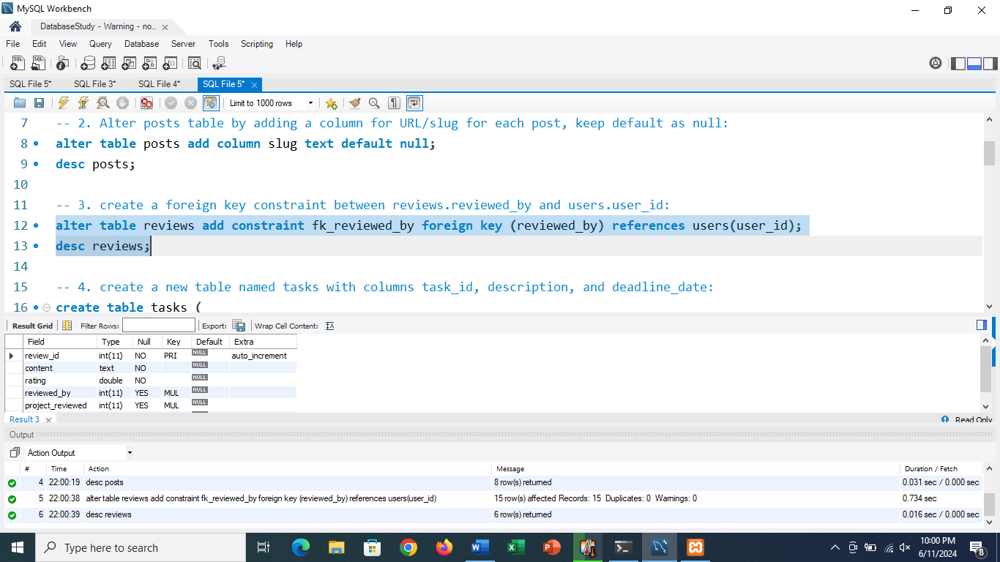 MySQL Workbench
DatabaseStudy - Warning - no...
File Edit View Query Database Server Tools Scripting Help
SQL File 5* SQL File 3* SQL File 4* SQL File 5*
Limit to 1000 rows
7 -- 2. Alter posts table by adding a column for URL/slug for each post, keep default as null:
8 alter table posts add column slug text default null;
9 desc posts;
10
11 -- 3. create a foreign key constraint between reviews.reviewed_by and users.user_id:
12 alter table reviews add constraint fk_reviewed_by foreign key (reviewed_by) references users(user_id);
13 desc reviews;
14
15 -- 4. create a new table named tasks with columns task_id, description, and deadline_date:
16 create table tasks (
Result Grid Filter Rows: Export: Wrap Cell Content:
Field Type Null Key Default Extra
review_id int(11) NO PRI NULL auto_increment
content text NO NULL
rating double NO NULL
reviewed_by int(11) YES MUL NULL
project_reviewed int(11) YES MUL NULL
Result 3 Read Only
Output
Action Output
# Time Action Message Duration / Fetch
4 22:00:19 desc posts 8 row(s) returned 0.031 sec / 0.000 sec
5 22:00:38 alter table reviews add constraint fk_reviewed_by foreign key (reviewed_by) references users(user_id) 15 row(s) affected Records: 15 Duplicates: 0 Warnings: 0 0.734 sec
6 22:00:39 desc reviews 6 row(s) returned 0.016 sec / 0.000 sec
Type here to search
10:00 PM
6/11/2024
8